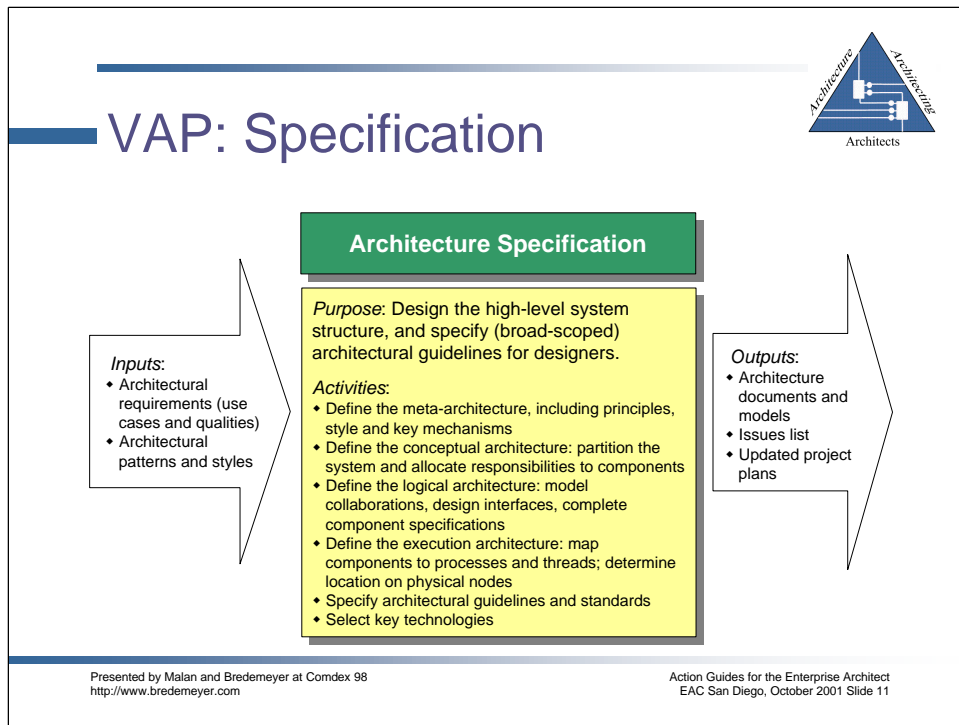 Architecture
Architecting
Architects
VAP: Specification
Architecture Specification
Inputs:
◆ Architectural
requirements (use
cases and qualities)
◆ Architectural
patterns and styles
Purpose: Design the high-level system
structure, and specify (broad-scoped)
architectural guidelines for designers.
Activities:
◆ Define the meta-architecture, including principles,
style and key mechanisms
◆ Define the conceptual architecture: partition the
system and allocate responsibilities to components
◆ Define the logical architecture: model
collaborations, design interfaces, complete
component specifications
◆ Define the execution architecture: map
components to processes and threads; determine
location on physical nodes
◆ Specify architectural guidelines and standards
◆ Select key technologies
Outputs:
◆ Architecture
documents and
models
◆ Issues list
◆ Updated project
plans
Presented by Malan and Bredemeyer at Comdex 98
http://www.bredemeyer.com
Action Guides for the Enterprise Architect
EAC San Diego, October 2001 Slide 11